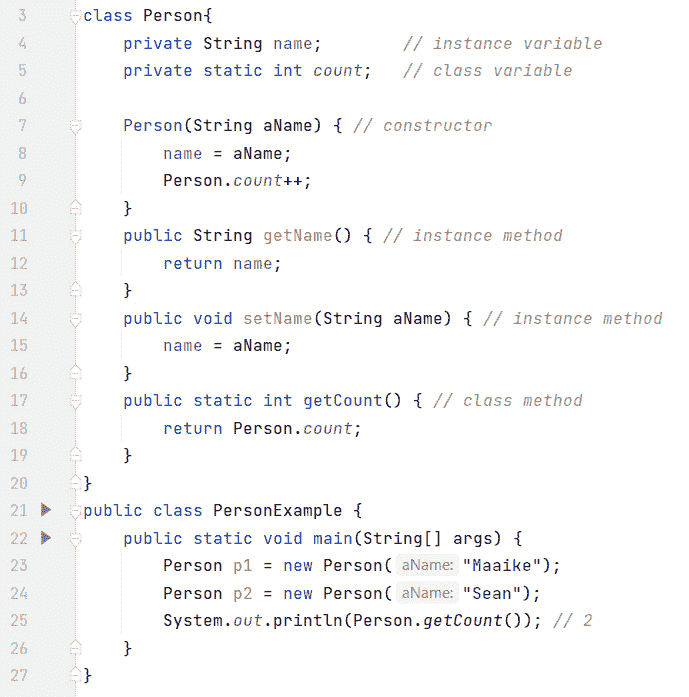 3 class Person{
4     private String name;        // instance variable
5     private static int count;   // class variable
6
7     Person(String aName) { // constructor
8         name = aName;
9         Person.count++;
10     }
11     public String getName() { // instance method
12         return name;
13     }
14     public void setName(String aName) { // instance method
15         name = aName;
16     }
17     public static int getCount() { // class method
18         return Person.count;
19     }
20 }
21 public class PersonExample {
22     public static void main(String[] args) {
23         Person p1 = new Person( aName: "Maaike");
24         Person p2 = new Person( aName: "Sean");
25         System.out.println(Person.getCount()); // 2
26     }
27 }